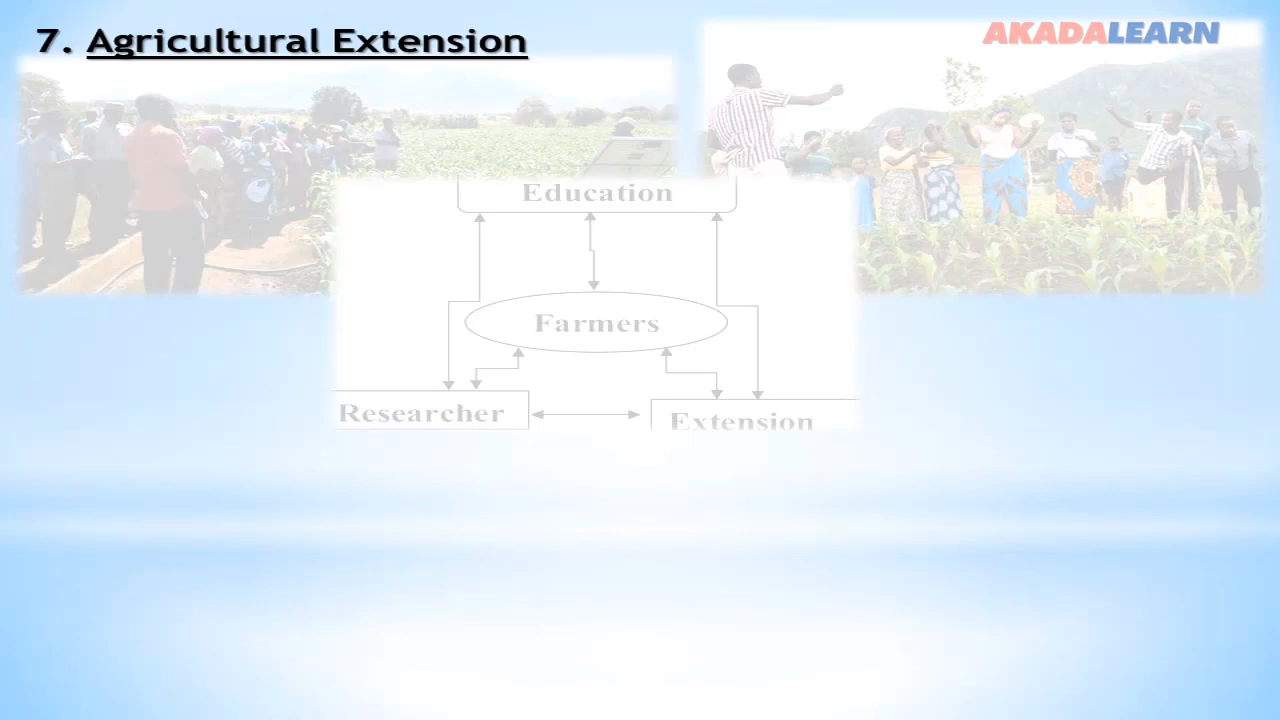 7. Agricultural Extension
AKADALEARN
Education
Farmers
Researcher
Extension